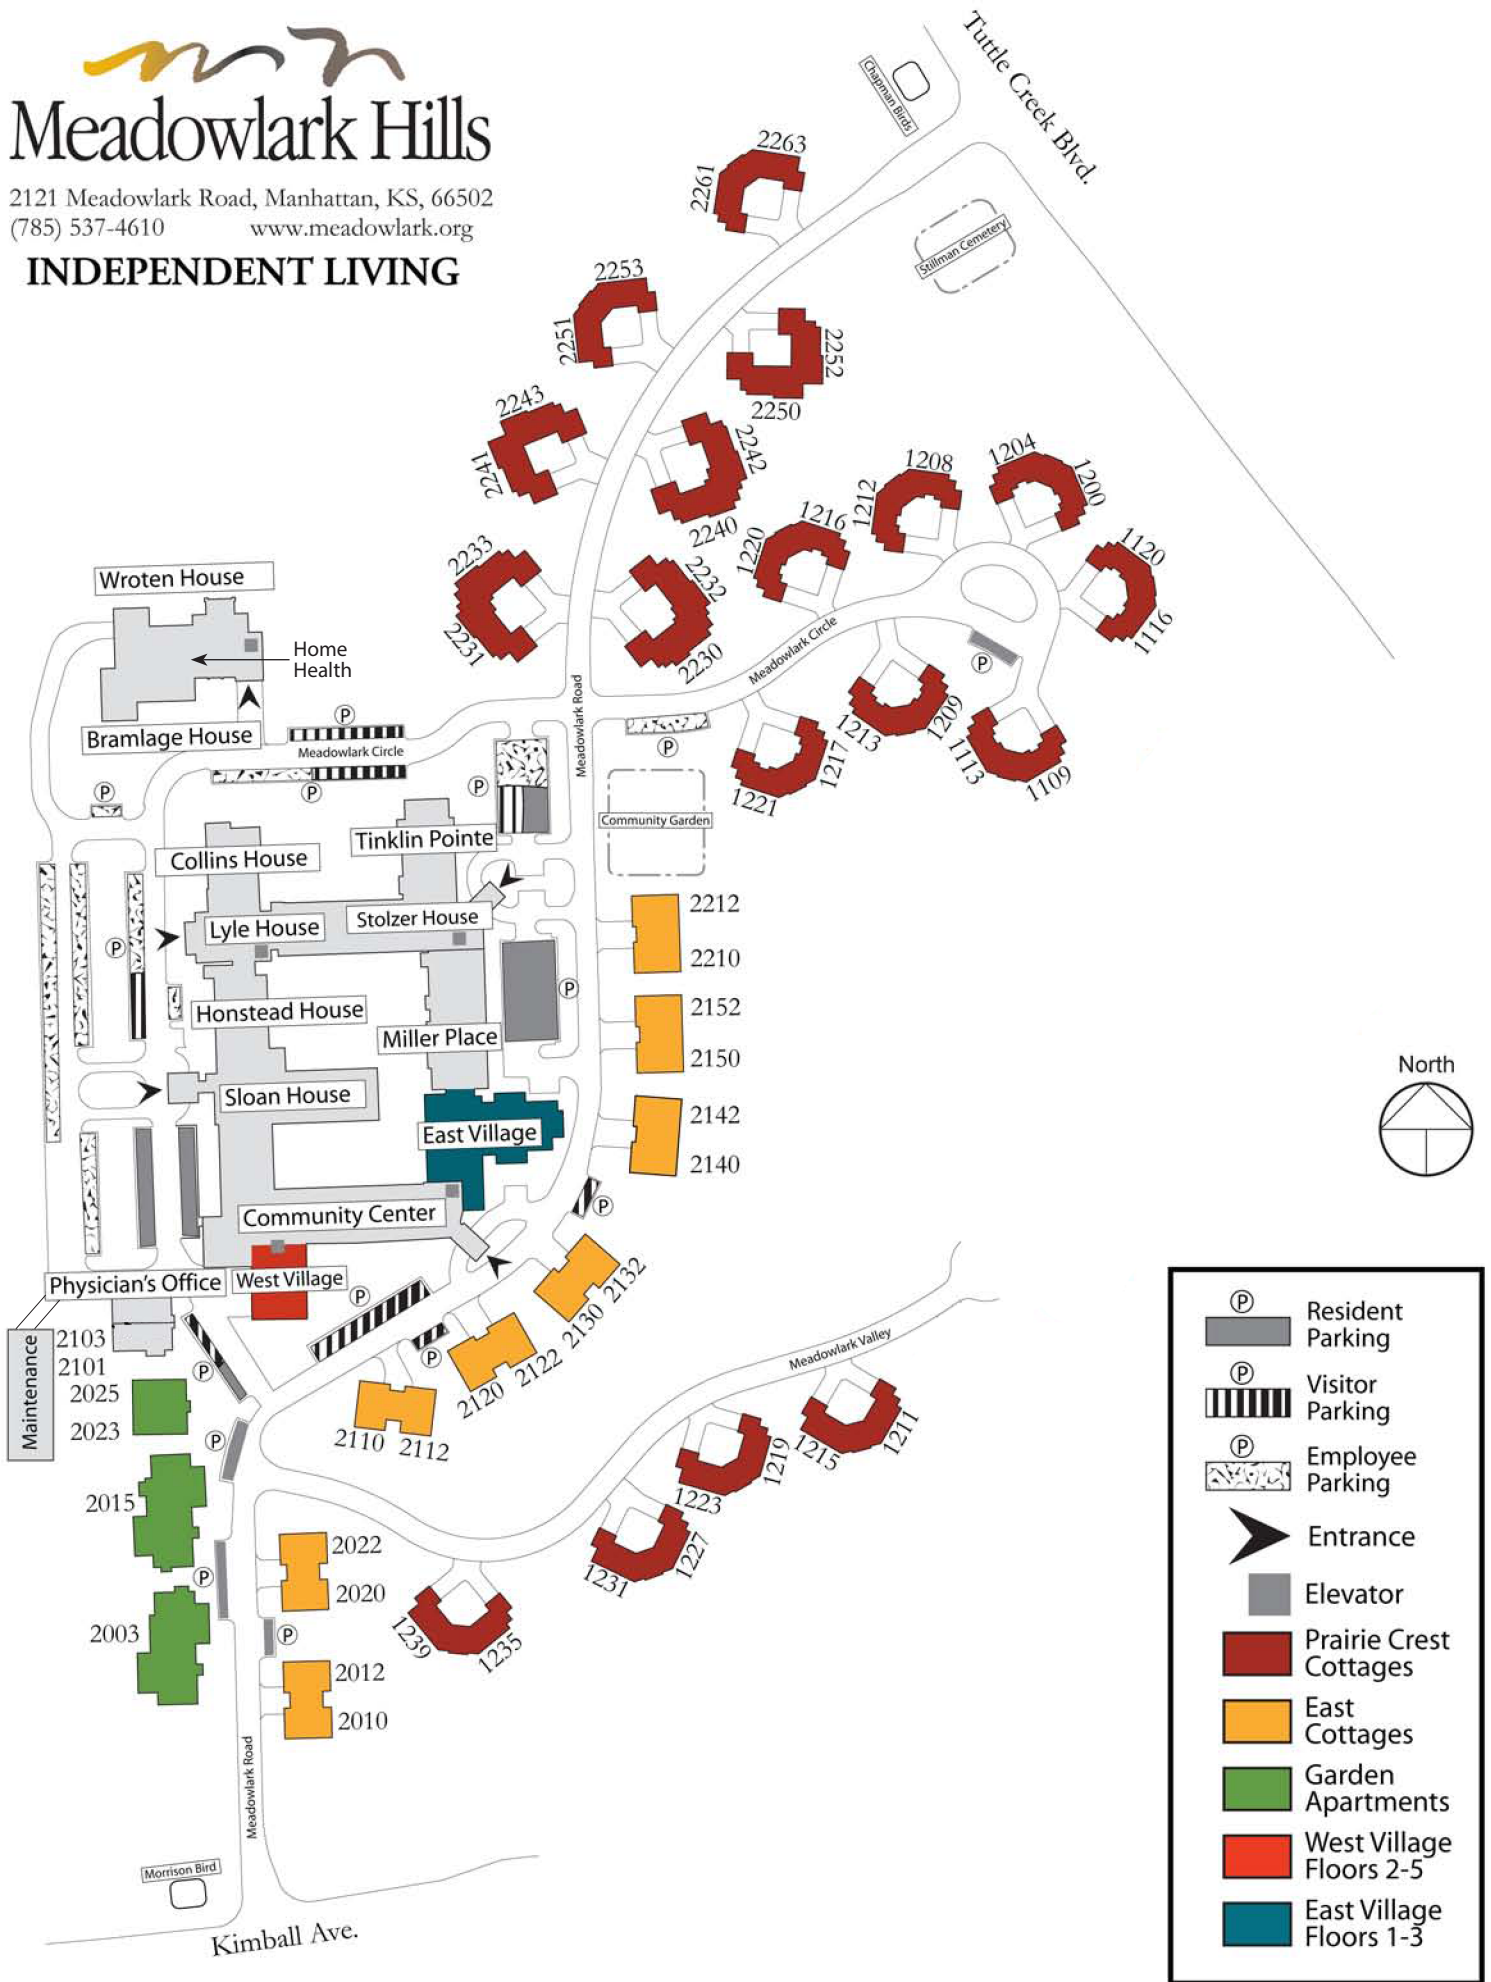 Meadowlark Hills
2121 Meadowlark Road, Manhattan, KS, 66502
(785) 537-4610 www.meadowlark.org
INDEPENDENT LIVING
Tuttle Creek Blvd.
Chapman Birds
Stillman Cemetery
2263
2261
2253
2251
2252
2250
2243
2241
2242
2240
2233
2231
2232
2230
1220
1216
1212
1208
1204
1200
1120
1116
Meadowlark Circle
P
1213
1209
1113
1109
1217
1221
Wroten House
Home
Health
Bramlage House
P
Meadowlark Circle
P
P
P
P
Meadowlark Road
Community Garden
Tinklin Pointe
Collins House
Stolzer House
Lyle House
P
P
Honstead House
Miller Place
Sloan House
East Village
Community Center
2212
2210
2152
2150
2142
2140
P
2132
2130
2122
2120
2112
2110
P
P
Physician's Office
West Village
Maintenance
2103
2101
2025
2023
P
P
2015
P
2003
2022
2020
P
2012
2010
Meadowlark Valley
1211
1215
1219
1223
1227
1231
1235
1239
Meadowlark Road
Morrison Bird
Kimball Ave.
North
P
Resident
Parking
P
Visitor
Parking
P
Employee
Parking
Entrance
Elevator
Prairie Crest
Cottages
East
Cottages
Garden
Apartments
West Village
Floors 2-5
East Village
Floors 1-3